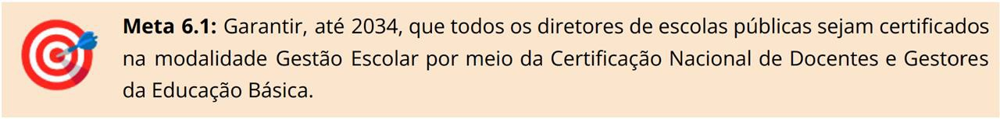 Meta 6.1: Garantir, até 2034, que todos os diretores de escolas públicas sejam certificados
na modalidade Gestão Escolar por meio da Certificação Nacional de Docentes e Gestores
da Educação Básica.